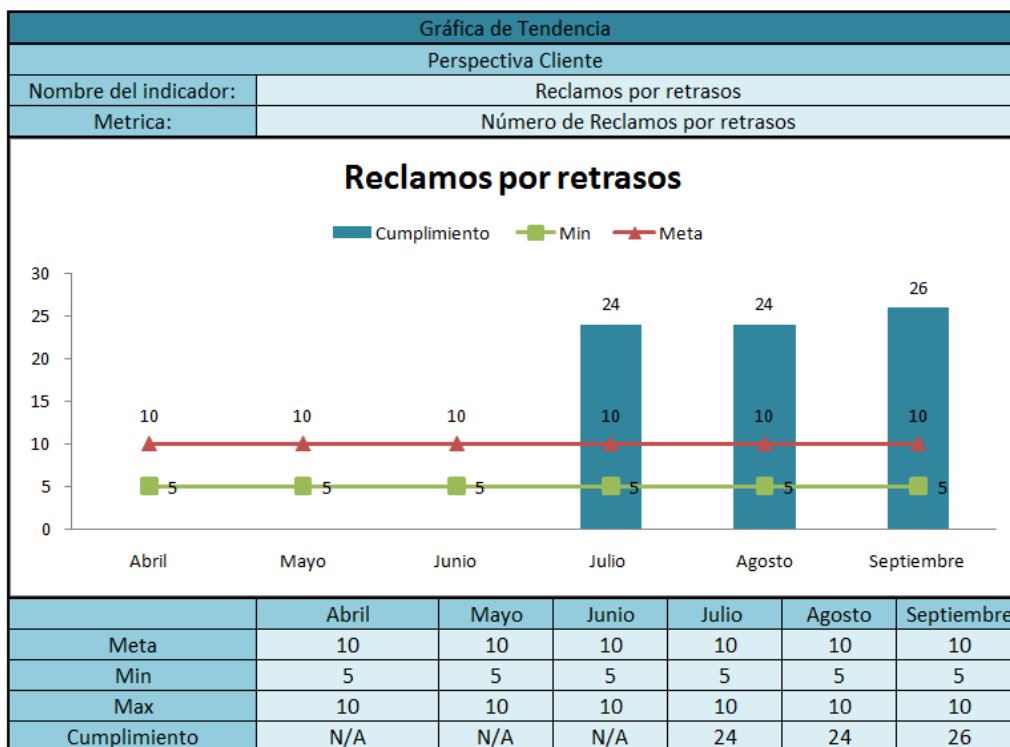 Gráfica de Tendencia
Perspectiva Cliente
Nombre del indicador: Reclamos por retrasos
Metrica: Número de Reclamos por retrasos
Reclamos por retrasos
Cumplimiento Min Meta
30
25
20
15
10
5
0
24 24 26
10 10 10 10 10 10
5 5 5 5 5 5
Abril Mayo Junio Julio Agosto Septiembre
Abril Mayo Junio Julio Agosto Septiembre
Meta 10 10 10 10 10 10
Min 5 5 5 5 5 5
Max 10 10 10 10 10 10
Cumplimiento N/A N/A N/A 24 24 26